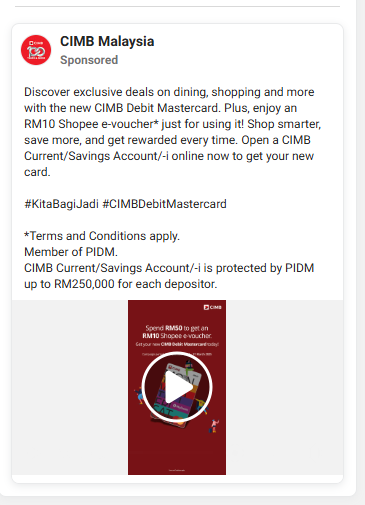 CIMB Malaysia
Sponsored
Discover exclusive deals on dining, shopping and more
with the new CIMB Debit Mastercard. Plus, enjoy an
RM10 Shopee e-voucher* just for using it! Shop smarter,
save more, and get rewarded every time. Open a CIMB
Current/Savings Account/-i online now to get your new
card.
#KitaBagiJadi #CIMBDebitMastercard
*Terms and Conditions apply.
Member of PIDM.
CIMB Current/Savings Account/-i is protected by PIDM
up to RM250,000 for each depositor.
CIMB
Spend RM50 to get an
RM10 Shopee e-voucher.
Get your new CIMB Debit Mastercard today!